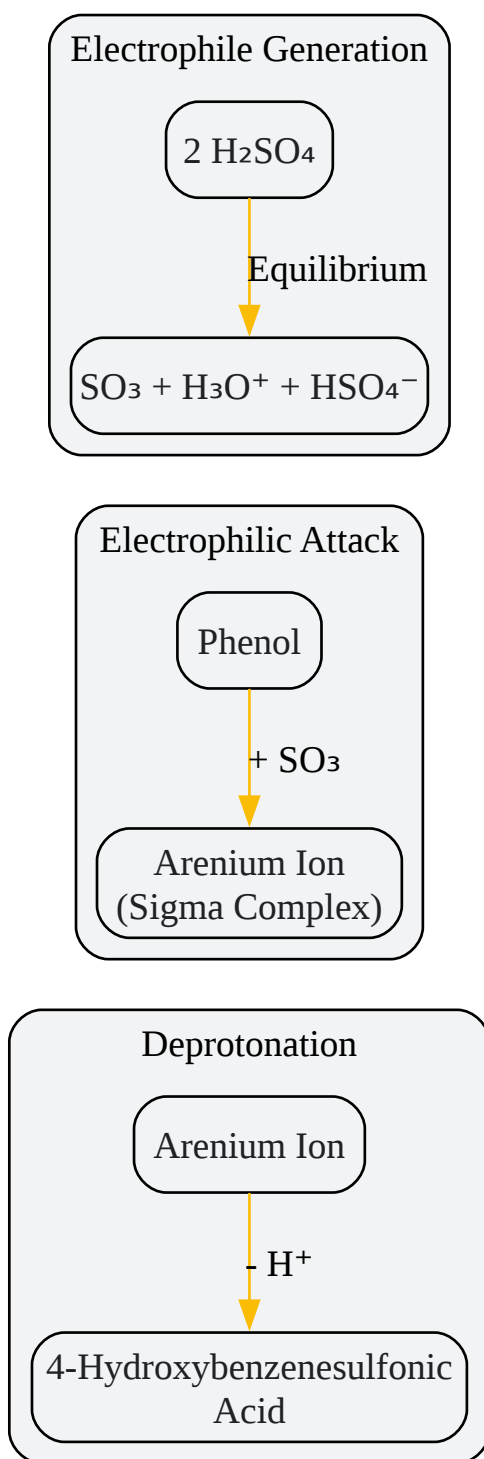 Electrophile Generation
2 H₂SO₄
Equilibrium
SO₃ + H₃O⁺ + HSO₄⁻
Electrophilic Attack
Phenol
+ SO₃
Arenium Ion
(Sigma Complex)
Deprotonation
Arenium Ion
- H⁺
4-Hydroxybenzenesulfonic
Acid